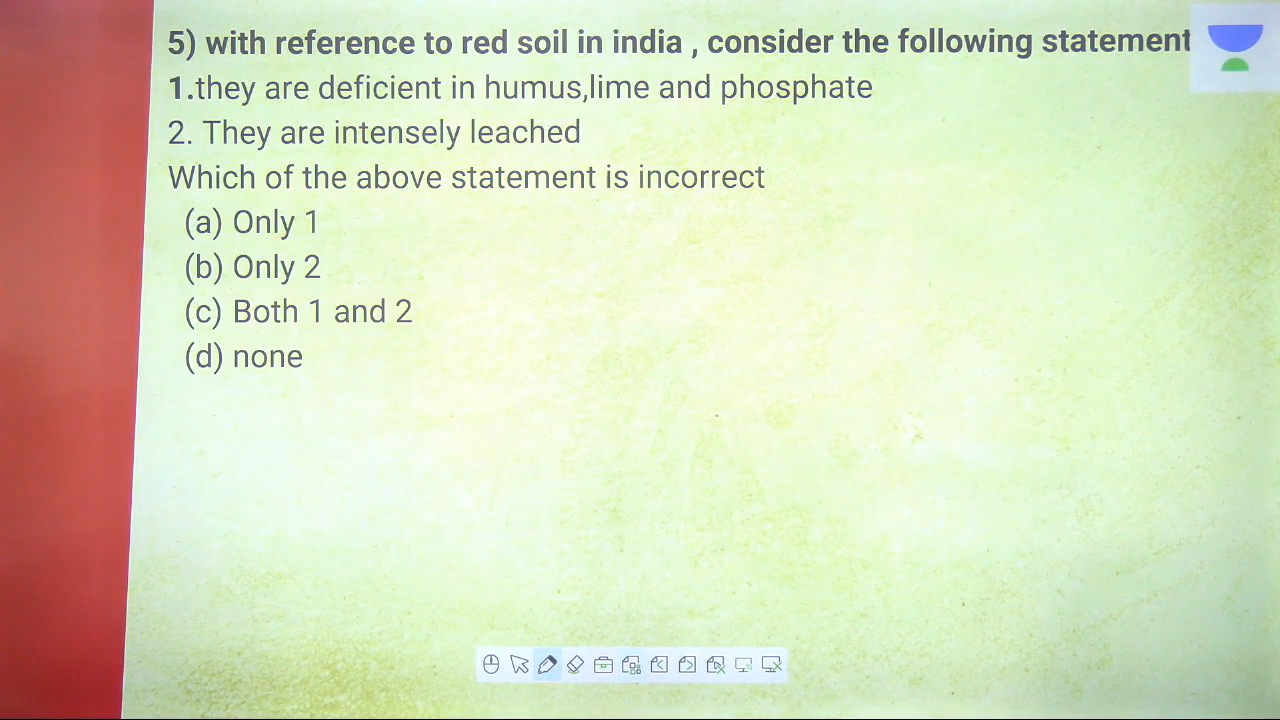 5) with reference to red soil in india , consider the following statement
1.they are deficient in humus,lime and phosphate
2. They are intensely leached
Which of the above statement is incorrect
(a) Only 1
(b) Only 2
(c) Both 1 and 2
(d) none